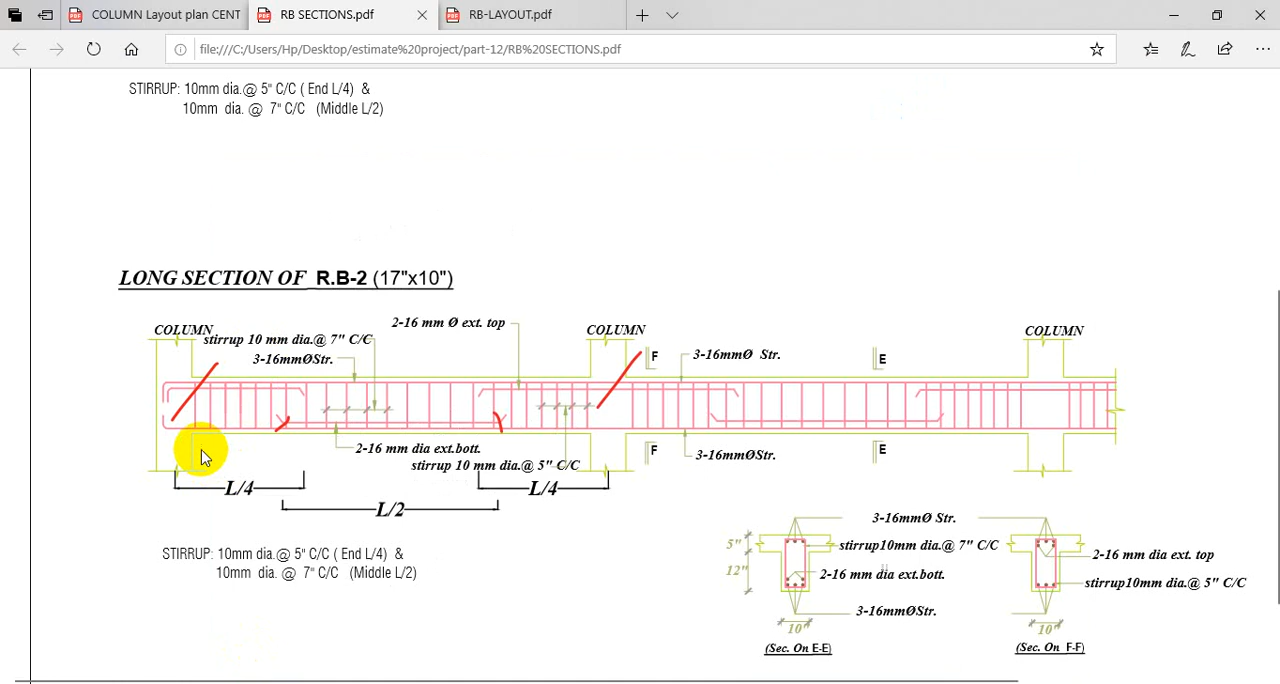 COLUMN Layout plan CENT
RB SECTIONS.pdf
RB-LAYOUT.pdf
file:///C:/Users/Hp/Desktop/estimate%20project/part-12/RB%20SECTIONS.pdf
STIRRUP: 10mm dia.@ 5" C/C ( End L/4) &
10mm dia. @ 7" C/C (Middle L/2)
LONG SECTION OF R.B-2 (17"x10")
COLUMN
stirrup 10 mm dia.@ 7" C/C
3-16mmØStr.
2-16 mm Ø ext. top
COLUMN
F
3-16mmØ Str.
E
COLUMN
2-16 mm dia ext.bott.
stirrup 10 mm dia.@ 5" C/C
F
3-16mmØStr.
E
L/4
L/2
L/4
STIRRUP: 10mm dia.@ 5" C/C ( End L/4) &
10mm dia. @ 7" C/C (Middle L/2)
3-16mmØ Str.
5"
12"
stirrup10mm dia.@ 7" C/C
2-16 mm dia ext.bott.
3-16mmØStr.
10"
(Sec. On E-E)
2-16 mm dia ext. top
stirrup10mm dia.@ 5" C/C
10"
(Sec. On F-F)